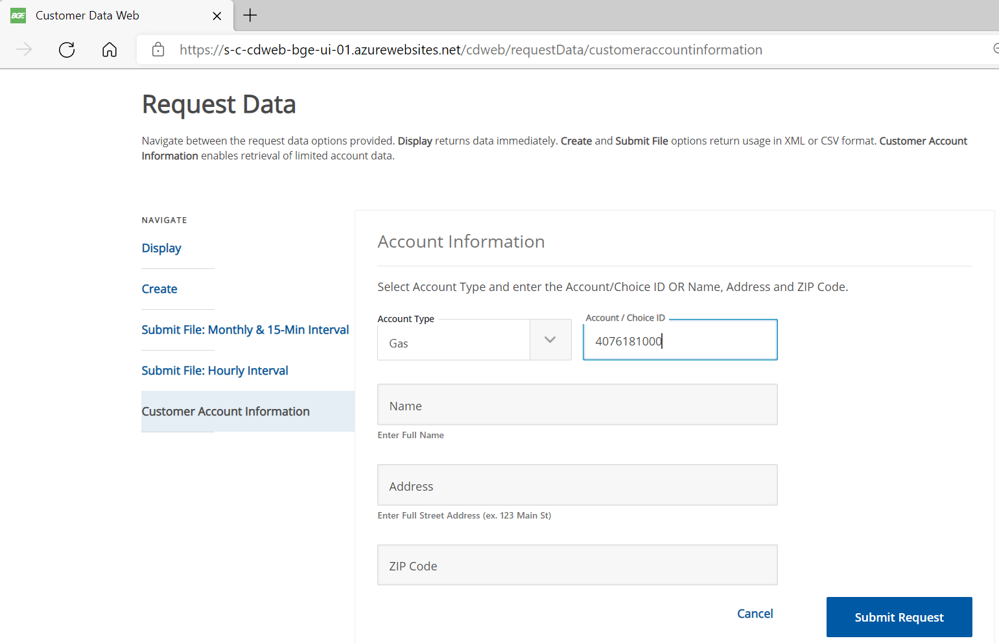 BGE Customer Data Web
https://s-c-cdweb-bge-ui-01.azurewebsites.net/cdweb/requestData/customeraccountinformation
Request Data
Navigate between the request data options provided. Display returns data immediately. Create and Submit File options return usage in XML or CSV format. Customer Account
Information enables retrieval of limited account data.
NAVIGATE
Display
Create
Submit File: Monthly & 15-Min Interval
Submit File: Hourly Interval
Customer Account Information
Account Information
Select Account Type and enter the Account/Choice ID OR Name, Address and ZIP Code.
Account Type
Gas
Account / Choice ID
4076181000
Name
Enter Full Name
Address
Enter Full Street Address (ex. 123 Main St)
ZIP Code
Cancel
Submit Request